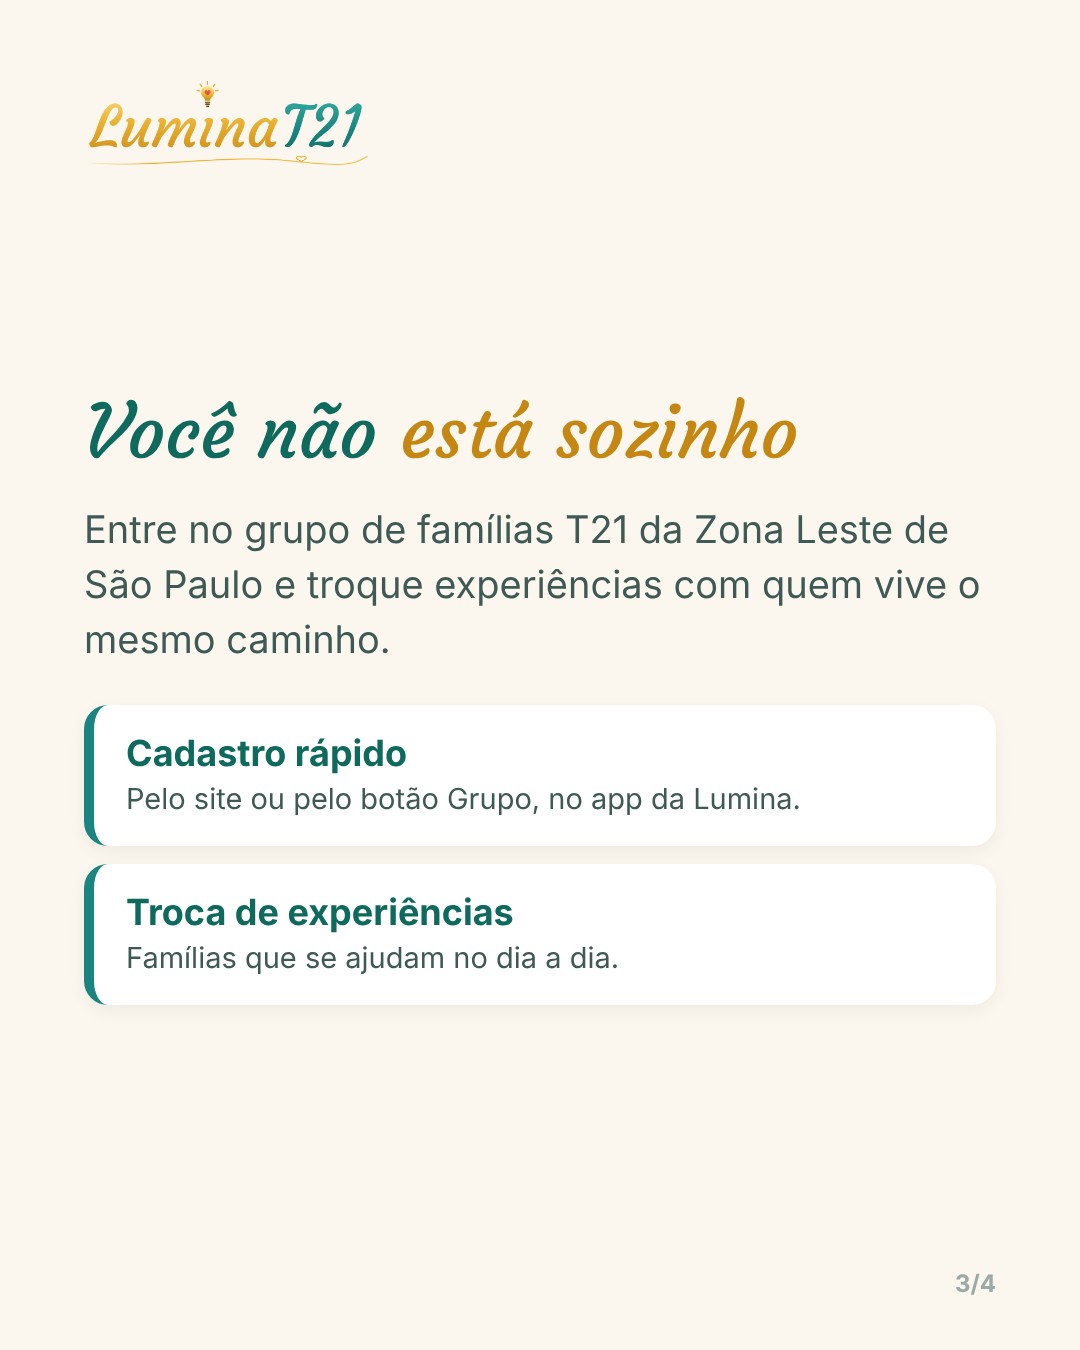 LuminaT21
Você não está sozinho
Entre no grupo de famílias T21 da Zona Leste de
São Paulo e troque experiências com quem vive o
mesmo caminho.
Cadastro rápido
Pelo site ou pelo botão Grupo, no app da Lumina.
Troca de experiências
Famílias que se ajudam no dia a dia.
3/4